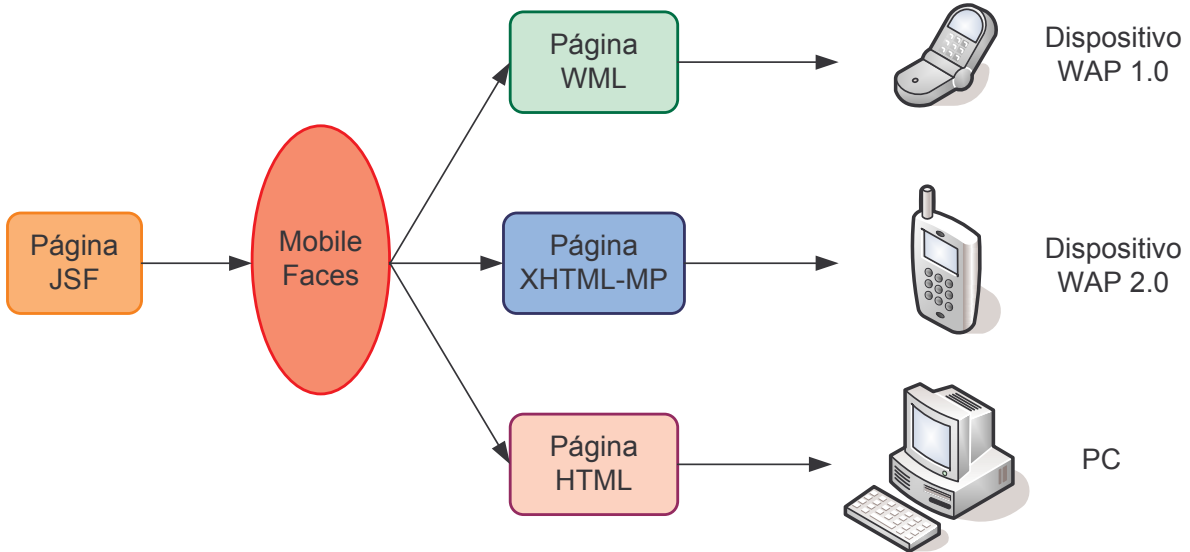 Página
JSF
Mobile
Faces
Página
WML
Dispositivo
WAP 1.0
Página
XHTML-MP
Dispositivo
WAP 2.0
Página
HTML
PC